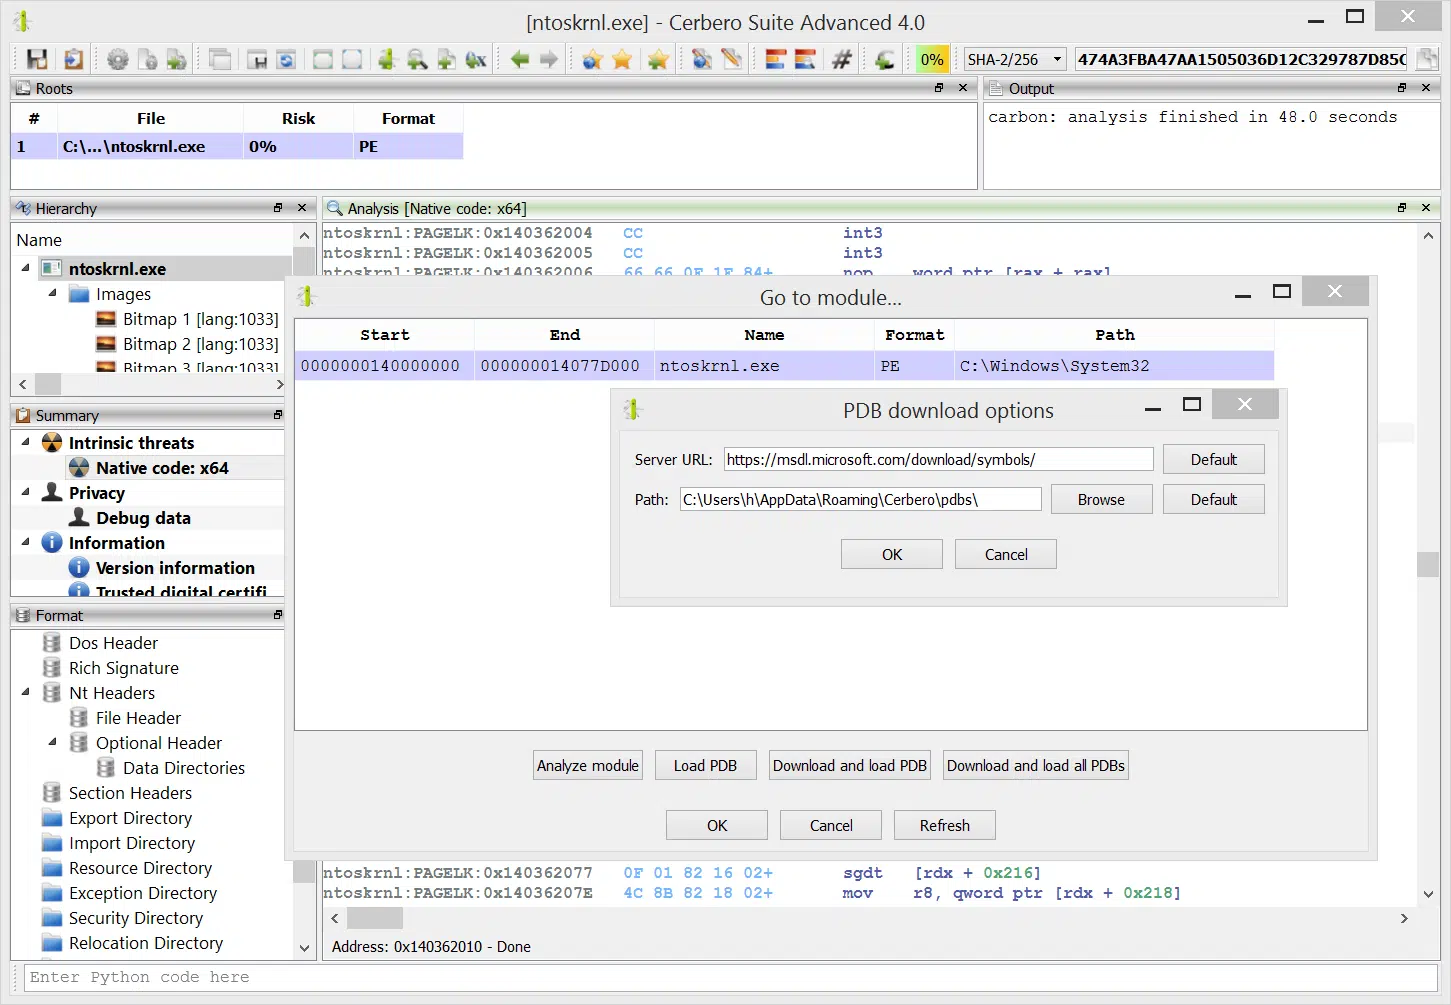 [ntoskrnl.exe] - Cerbero Suite Advanced 4.0
0% SHA-2/256 474A3FBA47AA1505036D12C329787D85C
Roots
# File Risk Format
1 C:\...\ntoskrnl.exe 0% PE
Output
carbon: analysis finished in 48.0 seconds
Hierarchy
Name
ntoskrnl.exe
Images
Bitmap 1 [lang:1033]
Bitmap 2 [lang:1033]
Bitmap 3 [lang:1033]
Analysis [Native code: x64]
ntoskrnl:PAGELK:0x140362004 CC int3
ntoskrnl:PAGELK:0x140362005 CC int3
ntoskrnl:PAGELK:0x140362006 66 66 0F 1F 84+ nop word ptr [rax + rax]
Summary
Intrinsic threats
Native code: x64
Privacy
Debug data
Information
Version information
Trusted digital certifi
Format
Dos Header
Rich Signature
Nt Headers
File Header
Optional Header
Data Directories
Section Headers
Export Directory
Import Directory
Resource Directory
Exception Directory
Security Directory
Relocation Directory
Go to module...
Start End Name Format Path
0000000140000000 000000014077D000 ntoskrnl.exe PE C:\Windows\System32
PDB download options
Server URL: https://msdl.microsoft.com/download/symbols/ Default
Path: C:\Users\h\AppData\Roaming\Cerbero\pdbs\ Browse Default
OK Cancel
Analyze module Load PDB Download and load PDB Download and load all PDBs
OK Cancel Refresh
ntoskrnl:PAGELK:0x140362077 0F 01 82 16 02+ sgdt [rdx + 0x216]
ntoskrnl:PAGELK:0x14036207E 4C 8B 82 18 02+ mov r8, qword ptr [rdx + 0x218]
Address: 0x140362010 - Done
Enter Python code here